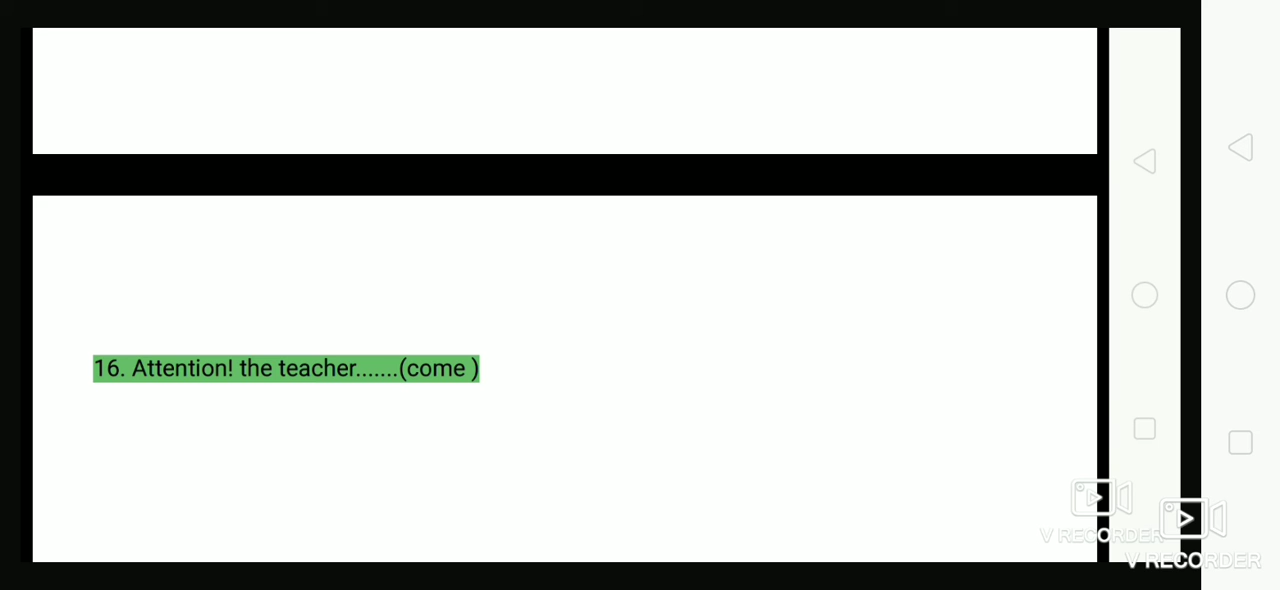 16. Attention! the teacher.......(come )
V RECORDER
V RECORDER